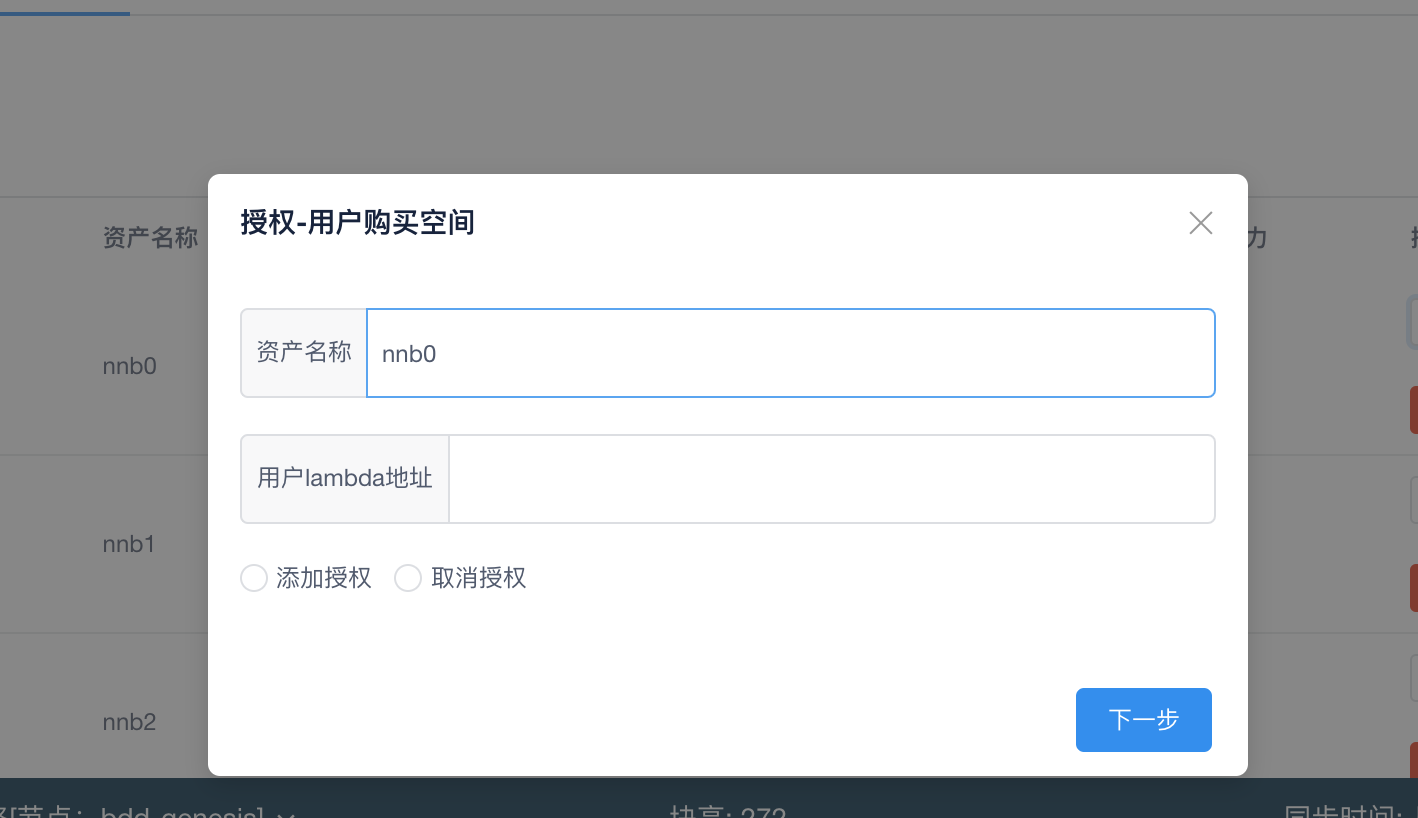 授权-用户购买空间
资产名称
力
资产名称 nnb0
nnb0
用户lambda地址
nnb1
添加授权 取消授权
nnb2
下一步
[节点：bdd-genesis]
块高: 272
同步时间: